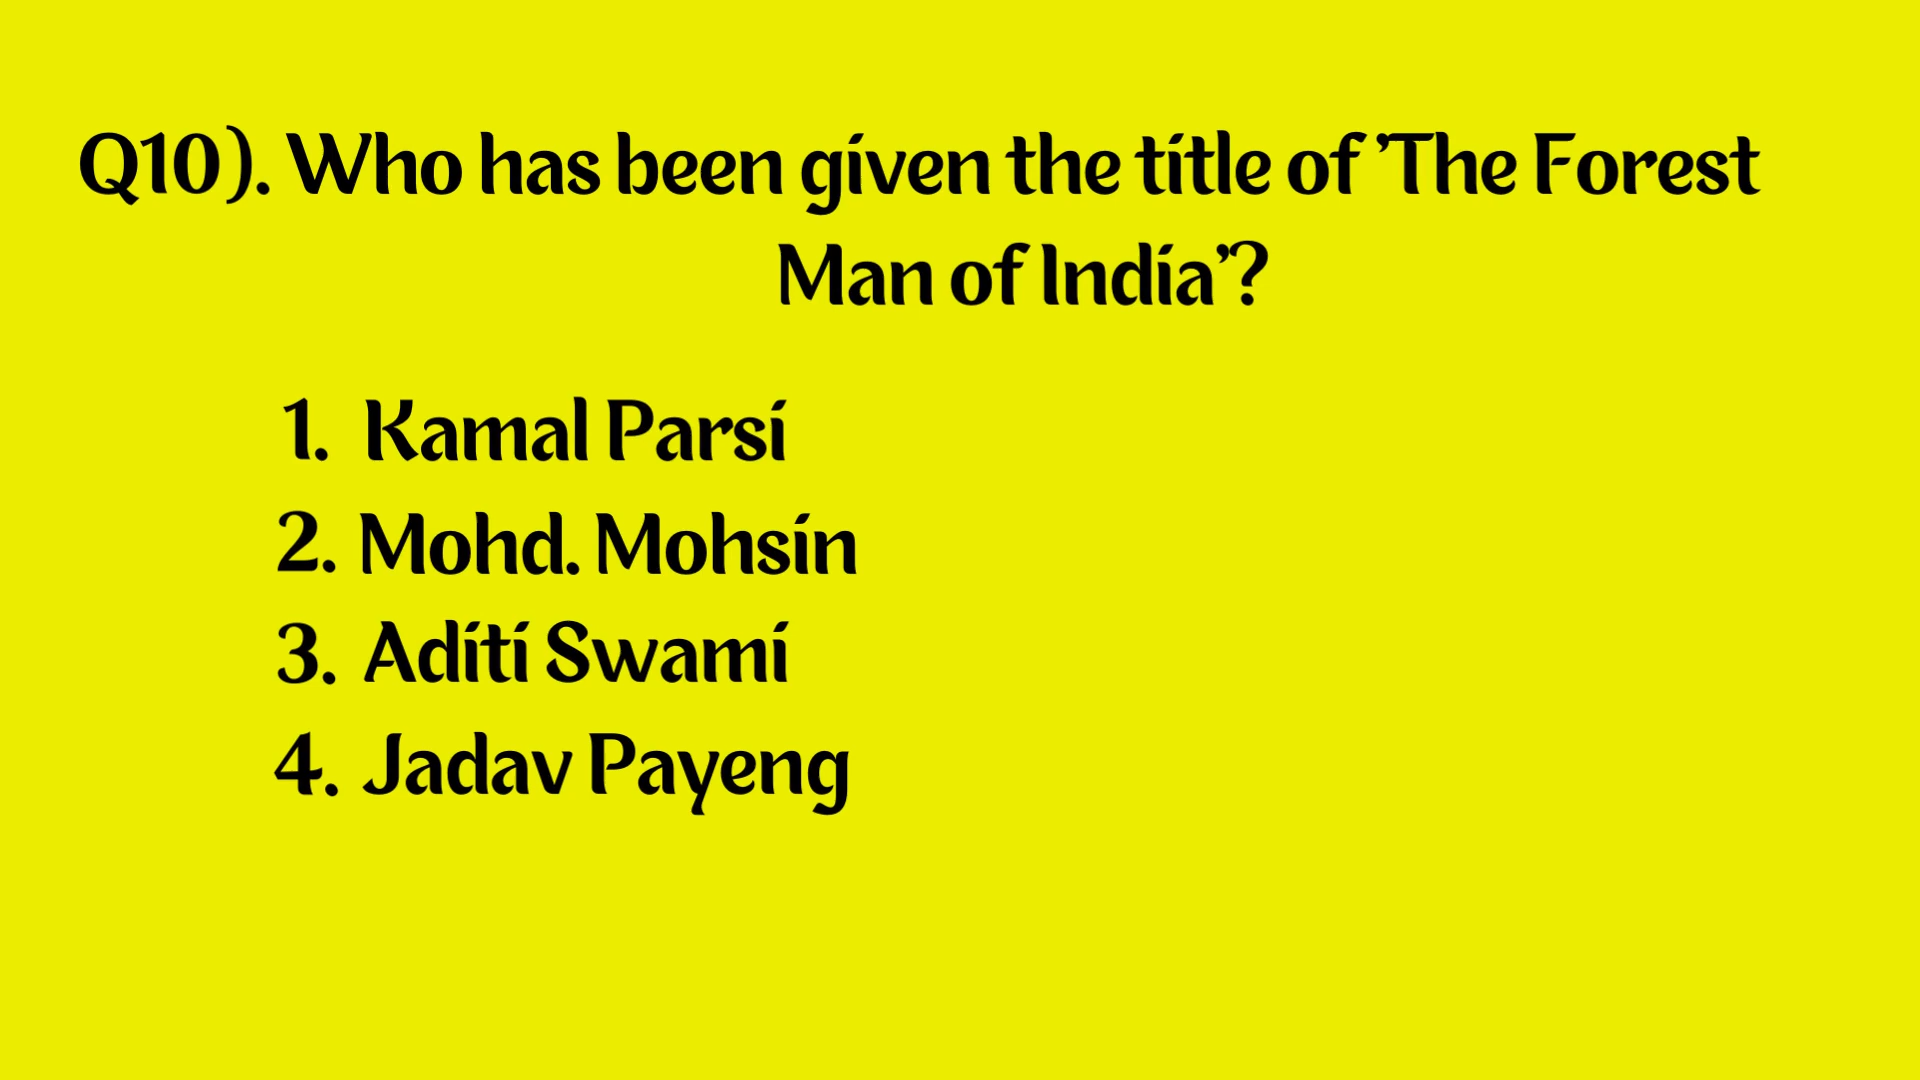 Q10). Who has been given the title of ’The Forest
Man of India’?
1. Kamal Parsi
2. Mohd. Mohsin
3. Aditi Swami
4. Jadav Payeng